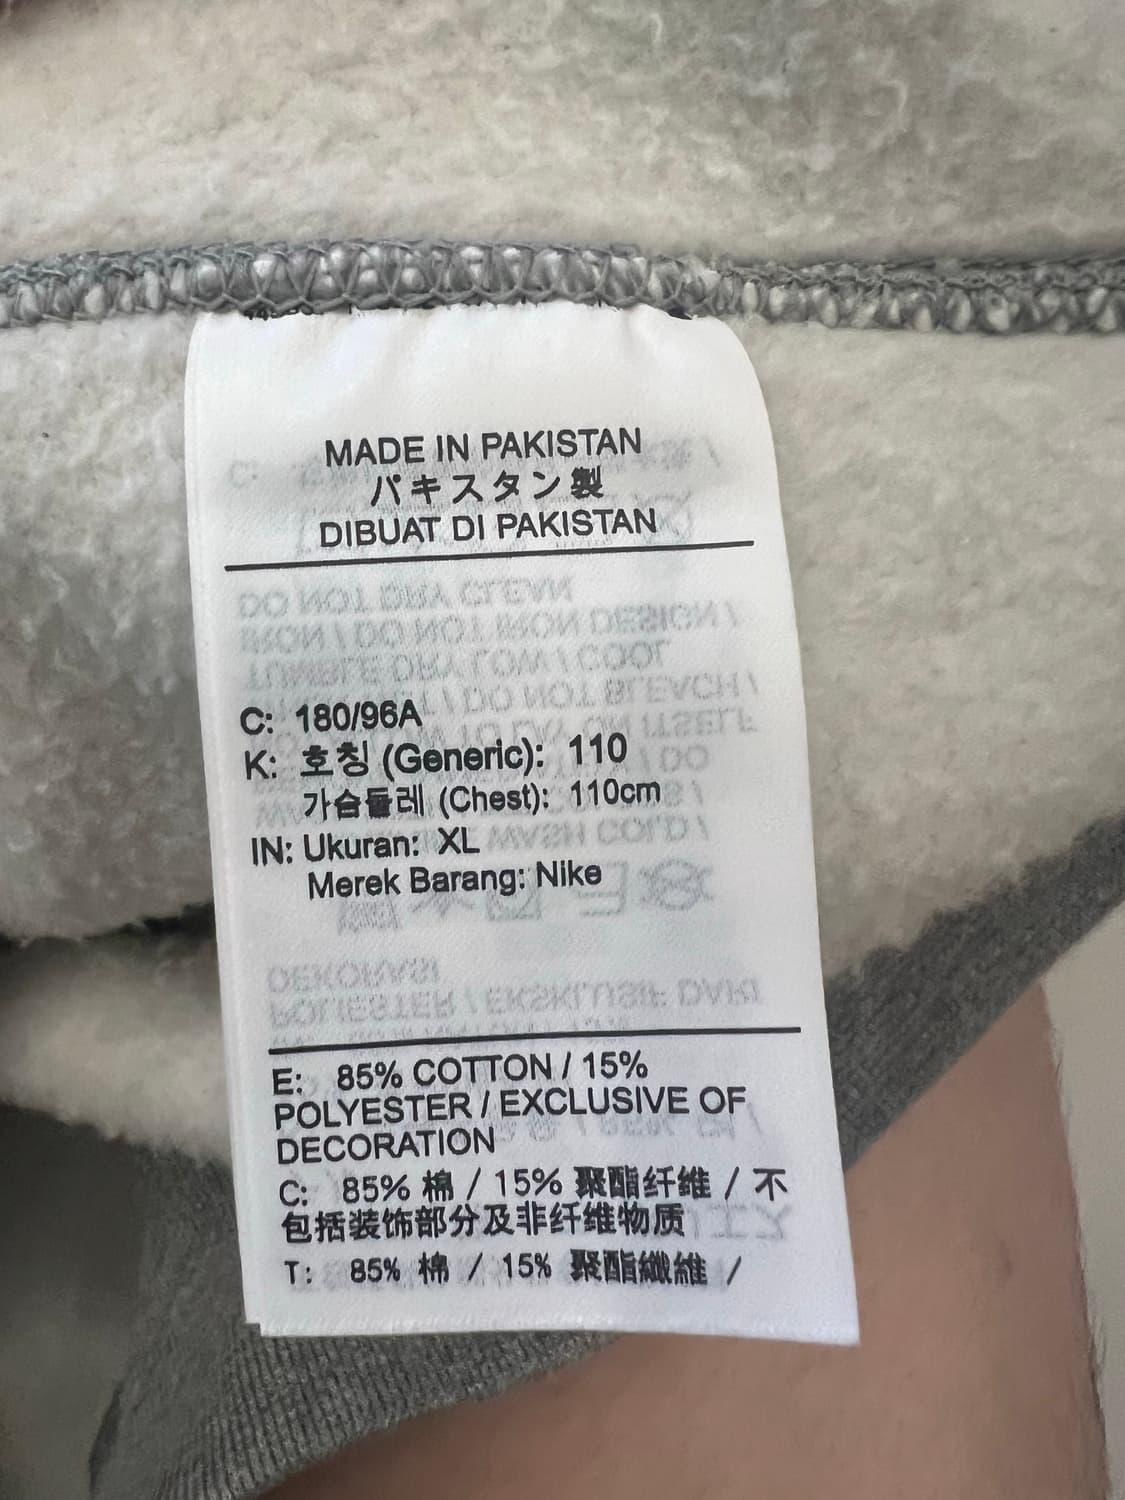 MADE IN PAKISTAN
パキスタン製
DIBUAT DI PAKISTAN
C: 180/96A
K: 호칭 (Generic): 110
가슴둘레 (Chest): 110cm
IN: Ukuran: XL
Merek Barang: Nike
E: 85% COTTON / 15%
POLYESTER / EXCLUSIVE OF
DECORATION
C: 85% 棉 / 15% 聚酯纤维 / 不
包括装饰部分及非纤维物质
T: 85% 棉 / 15% 聚酯纖維 /